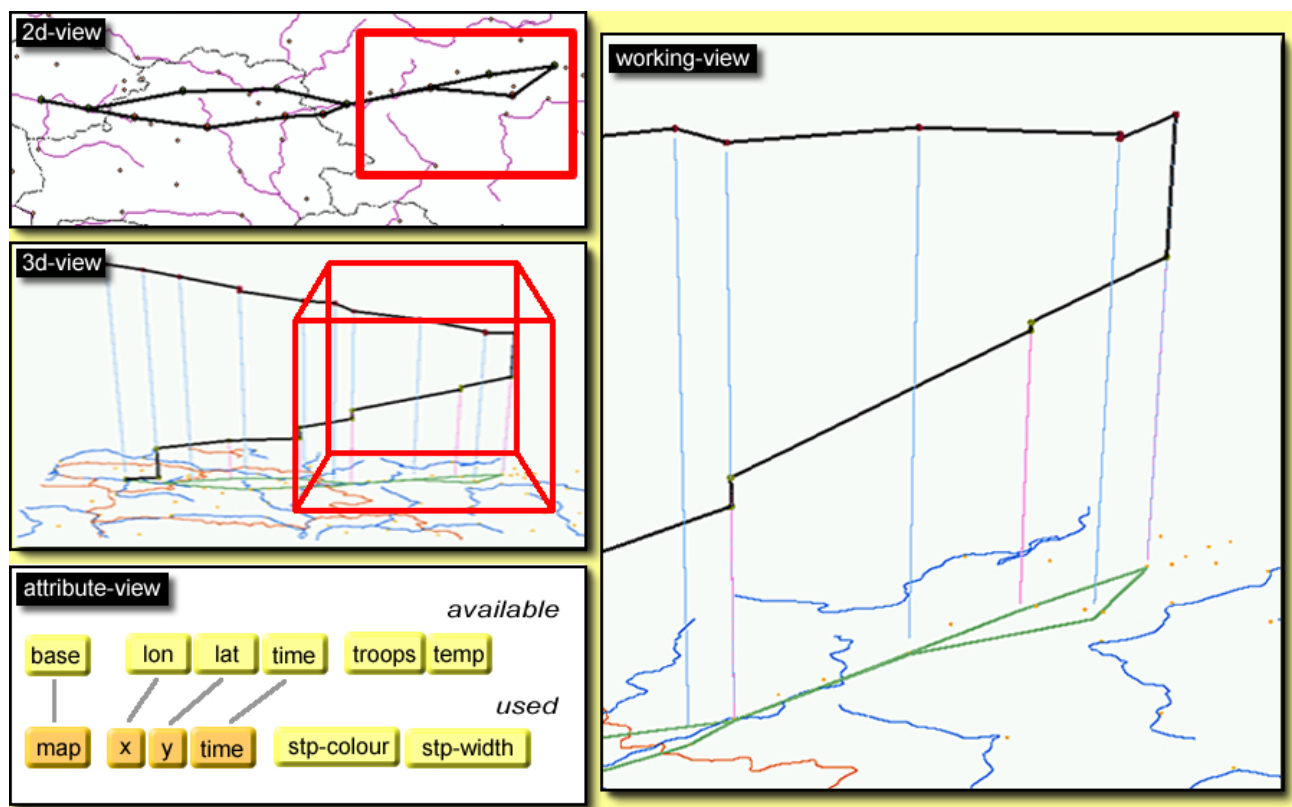 2d-view
3d-view
attribute-view
available
base lon lat time troops temp
used
map x y time stp-colour stp-width
working-view